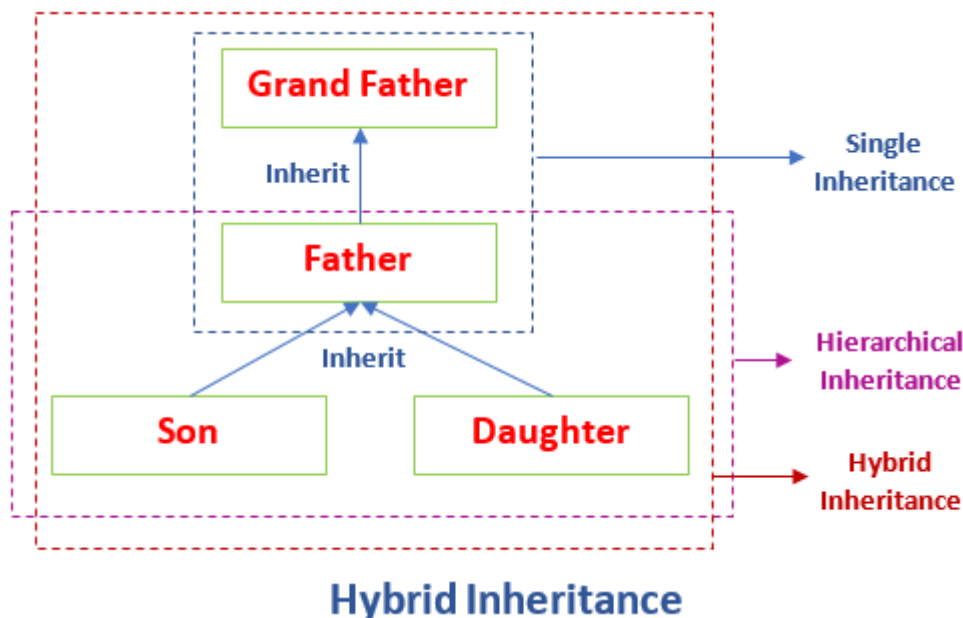 Grand Father
Inherit
Single
Inheritance
Father
Inherit
Hierarchical
Inheritance
Son
Daughter
Hybrid
Inheritance
Hybrid Inheritance